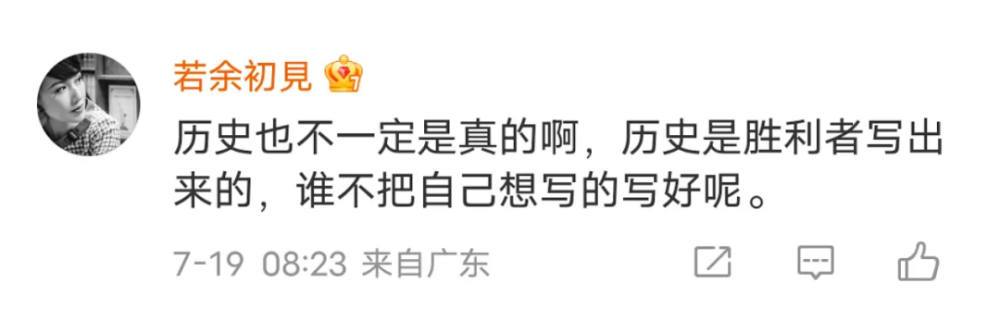 若余初見
历史也不一定是真的啊，历史是胜利者写出
来的，谁不把自己想写的写好呢。
7-19 08:23 来自广东